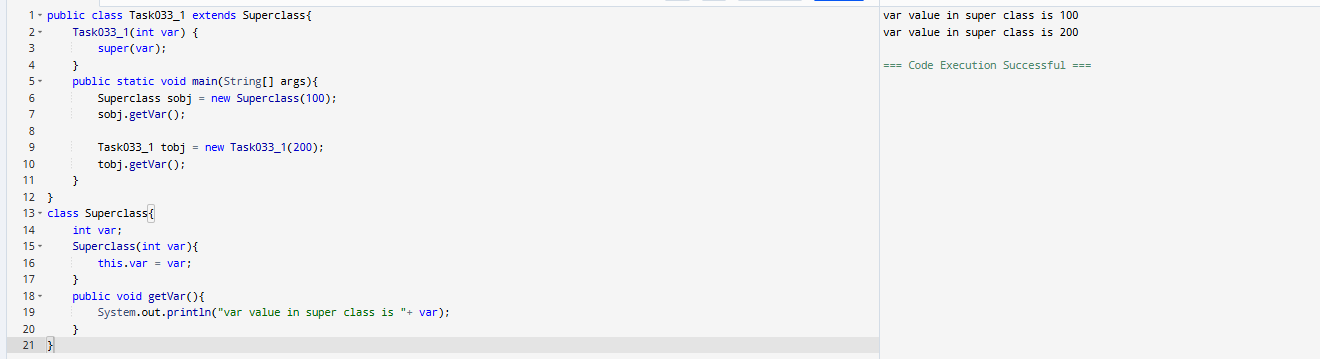 1 public class Task033_1 extends Superclass{
2     Task033_1(int var) {
3         super(var);
4     }
5     public static void main(String[] args){
6         Superclass sobj = new Superclass(100);
7         sobj.getVar();
8
9         Task033_1 tobj = new Task033_1(200);
10         tobj.getVar();
11     }
12 }
13 class Superclass{
14     int var;
15     Superclass(int var){
16         this.var = var;
17     }
18     public void getVar(){
19         System.out.println("var value in super class is "+ var);
20     }
21 }
var value in super class is 100
var value in super class is 200
=== Code Execution Successful ===